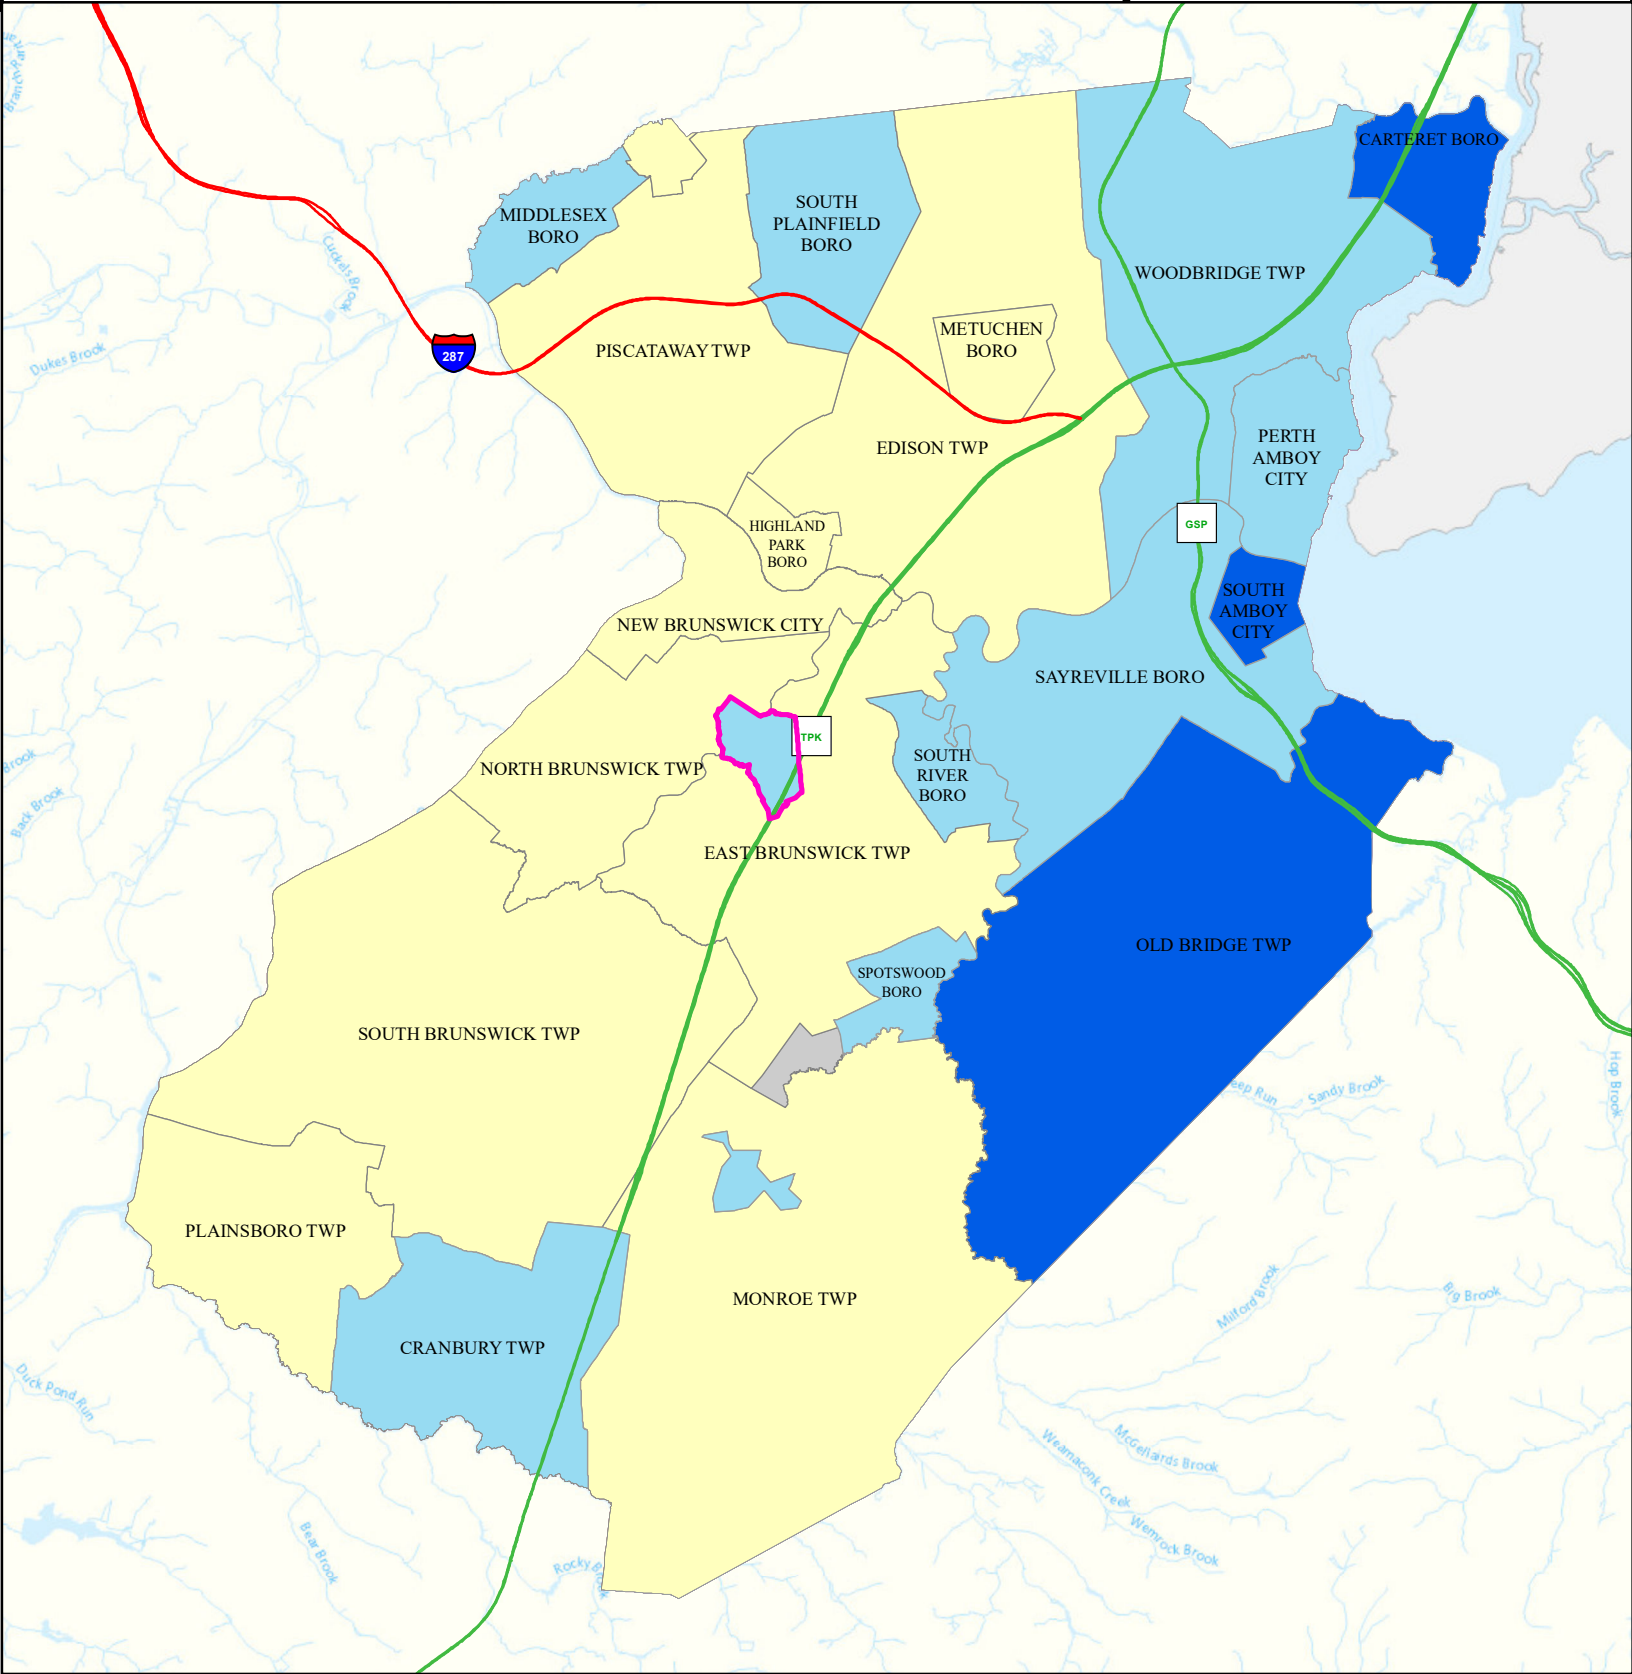 Cuckels Brook
Dukes Brook
287
MIDDLESEX
BORO
SOUTH
PLAINFIELD
BORO
CARTERET BORO
WOODBRIDGE TWP
METUCHEN
BORO
PISCATAWAY TWP
EDISON TWP
PERTH
AMBOY
CITY
GSP
HIGHLAND
PARK
BORO
SOUTH
AMBOY
CITY
NEW BRUNSWICK CITY
SAYREVILLE BORO
TPK
NORTH BRUNSWICK TWP
SOUTH
RIVER
BORO
Brook
Back Brook
EAST BRUNSWICK TWP
OLD BRIDGE TWP
SPOTSWOOD
BORO
SOUTH BRUNSWICK TWP
eep Run
Sandy Brook
Hop Brook
PLAINSBORO TWP
MONROE TWP
Milford Brook
Big Brook
CRANBURY TWP
Duck Pond Run
McGelliards Brook
Weamaconk Creek
Wemrock Brook
Bear Brook
Rocky Brook